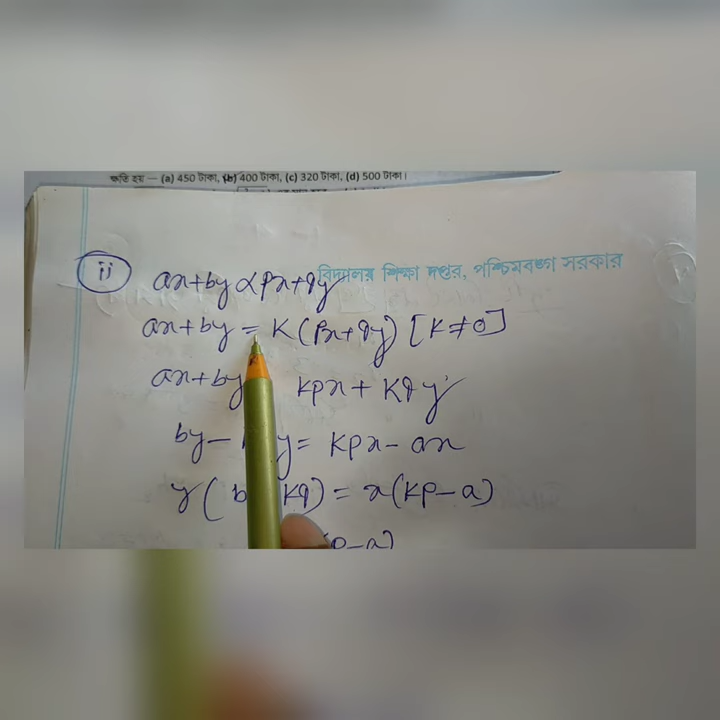 ক্ষতি হয় — (a) 450 টাকা, (b) 400 টাকা, (c) 320 টাকা, (d) 500 টাকা।
বিদ্যালয় শিক্ষা দপ্তর, পশ্চিমবঙ্গ সরকার
ii ax+by ∝ px+qy
ax+by = K(px+qy) [K≠0]
ax+by kpx + Kqy
by- y = kpx - ax
y(b kq) = x(kp-a)
p-a)